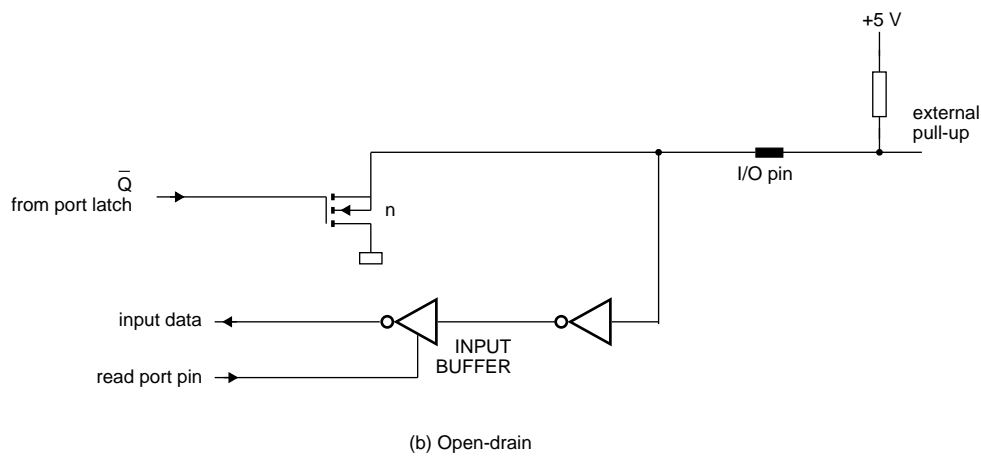 +5 V
external
pull-up
I/O pin
Q̅
from port latch
n
input data
INPUT
BUFFER
read port pin
(b) Open-drain